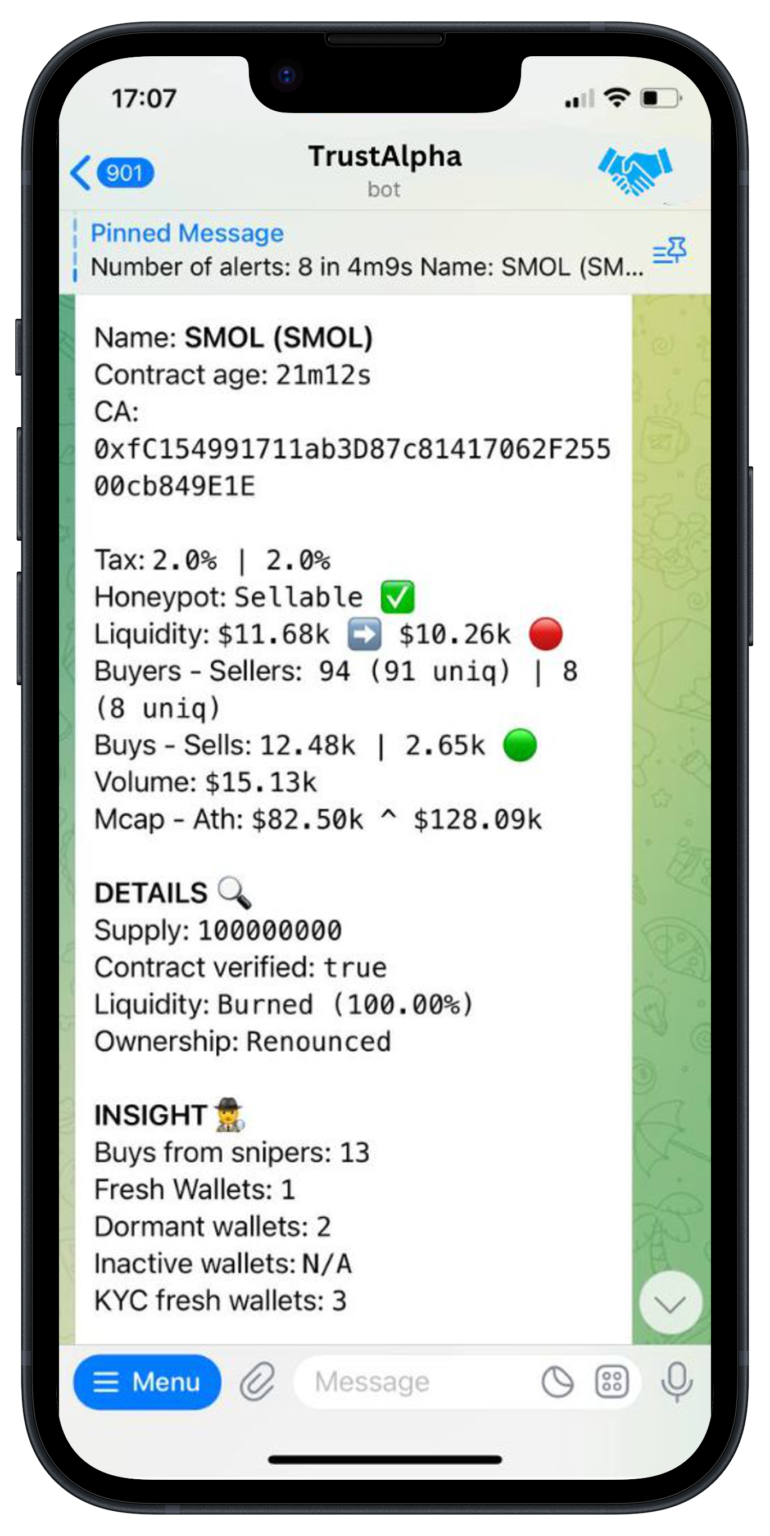 17:07
901
TrustAlpha
bot
Pinned Message
Number of alerts: 8 in 4m9s Name: SMOL (SM...
Name: SMOL (SMOL)
Contract age: 21m12s
CA:
0xfC154991711ab3D87c81417062F255
00cb849E1E
Tax: 2.0% | 2.0%
Honeypot: Sellable ✅
Liquidity: $11.68k ➡️ $10.26k 🔴
Buyers - Sellers: 94 (91 uniq) | 8
(8 uniq)
Buys - Sells: 12.48k | 2.65k 🟢
Volume: $15.13k
Mcap - Ath: $82.50k ^ $128.09k
DETAILS 🔍
Supply: 100000000
Contract verified: true
Liquidity: Burned (100.00%)
Ownership: Renounced
INSIGHT 🕵️
Buys from snipers: 13
Fresh Wallets: 1
Dormant wallets: 2
Inactive wallets: N/A
KYC fresh wallets: 3
Menu
Message